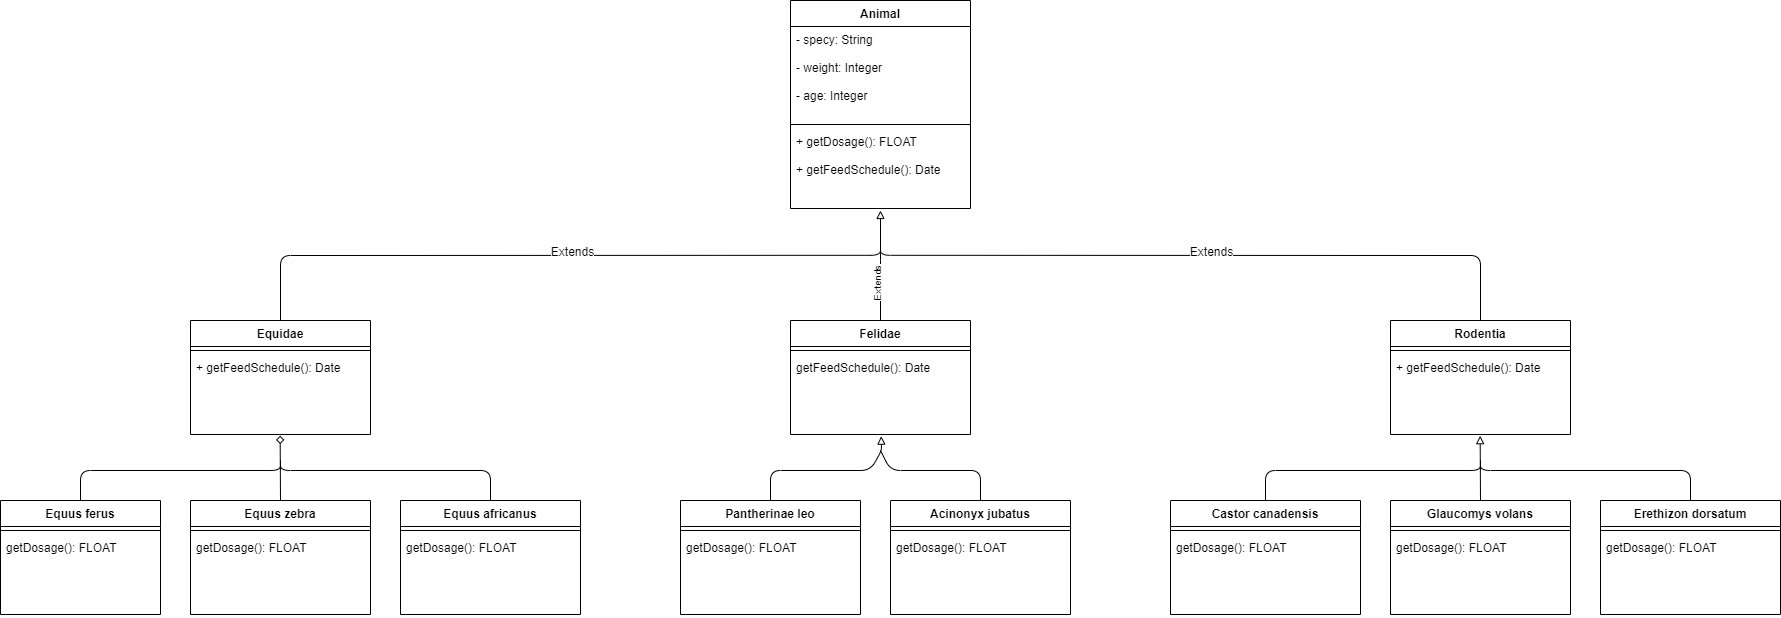 Animal
- specy: String
- weight: Integer
- age: Integer
+ getDosage(): FLOAT
+ getFeedSchedule(): Date
Extends
Extends
Extends
Equidae
+ getFeedSchedule(): Date
Felidae
getFeedSchedule(): Date
Rodentia
+ getFeedSchedule(): Date
Equus ferus
getDosage(): FLOAT
Equus zebra
getDosage(): FLOAT
Equus africanus
getDosage(): FLOAT
Pantherinae leo
getDosage(): FLOAT
Acinonyx jubatus
getDosage(): FLOAT
Castor canadensis
getDosage(): FLOAT
Glaucomys volans
getDosage(): FLOAT
Erethizon dorsatum
getDosage(): FLOAT